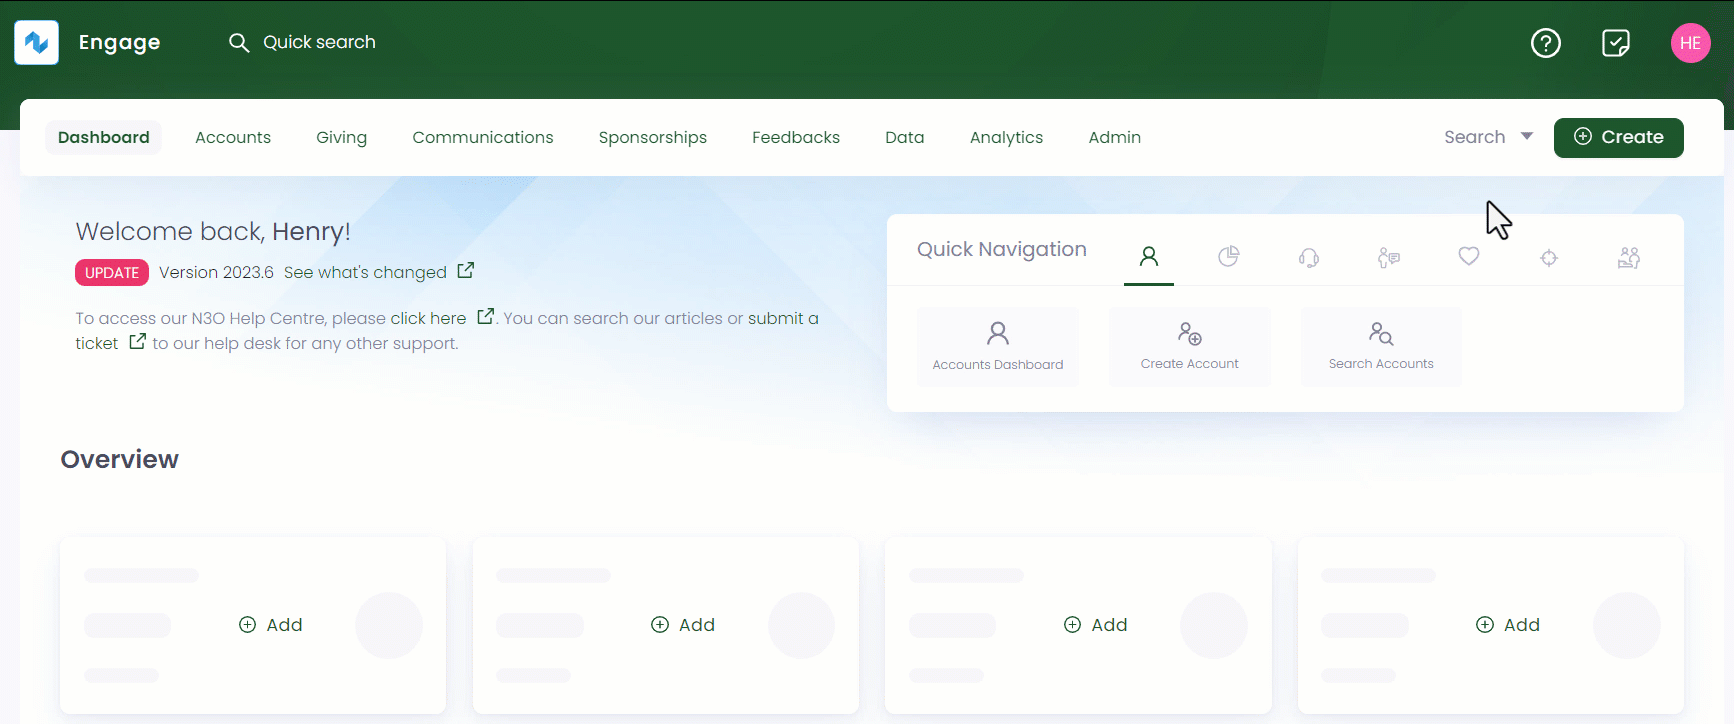 Engage
Quick search
HE
Dashboard Accounts Giving Communications Sponsorships Feedbacks Data Analytics Admin Search Create
Welcome back, Henry!
UPDATE Version 2023.6 See what's changed
To access our N3O Help Centre, please click here . You can search our articles or submit a
ticket to our help desk for any other support.
Quick Navigation
Accounts Dashboard
Create Account
Search Accounts
Overview
Add
Add
Add
Add